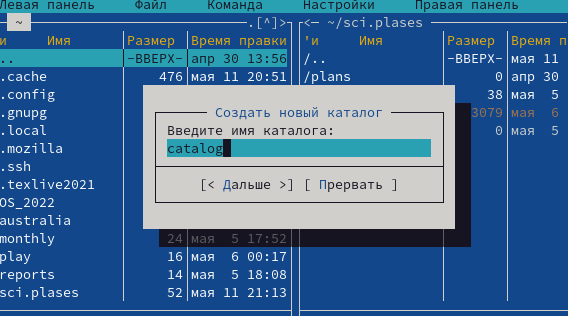 Левая панель Файл Команда Настройки Правая панель
~ .[^]> <— ~/sci.plases
и Имя Размер Время правки 'и Имя Размер Время п
.. -ВВЕРХ- апр 30 13:56 /.. -ВВЕРХ- мая 11
.cache 476 мая 11 20:51 /plans 0 апр 30
.config 38 мая 5
.gnupg 3079 мая 6
.local 0 мая 5
.mozilla
.ssh
.texlive2021
OS_2022
australia
Создать новый каталог
Введите имя каталога:
catalog
[< Дальше >] [ Прервать ]
monthly 24 мая 5 17:52
play 16 мая 6 00:17
reports 14 мая 5 18:08
sci.plases 52 мая 11 21:13